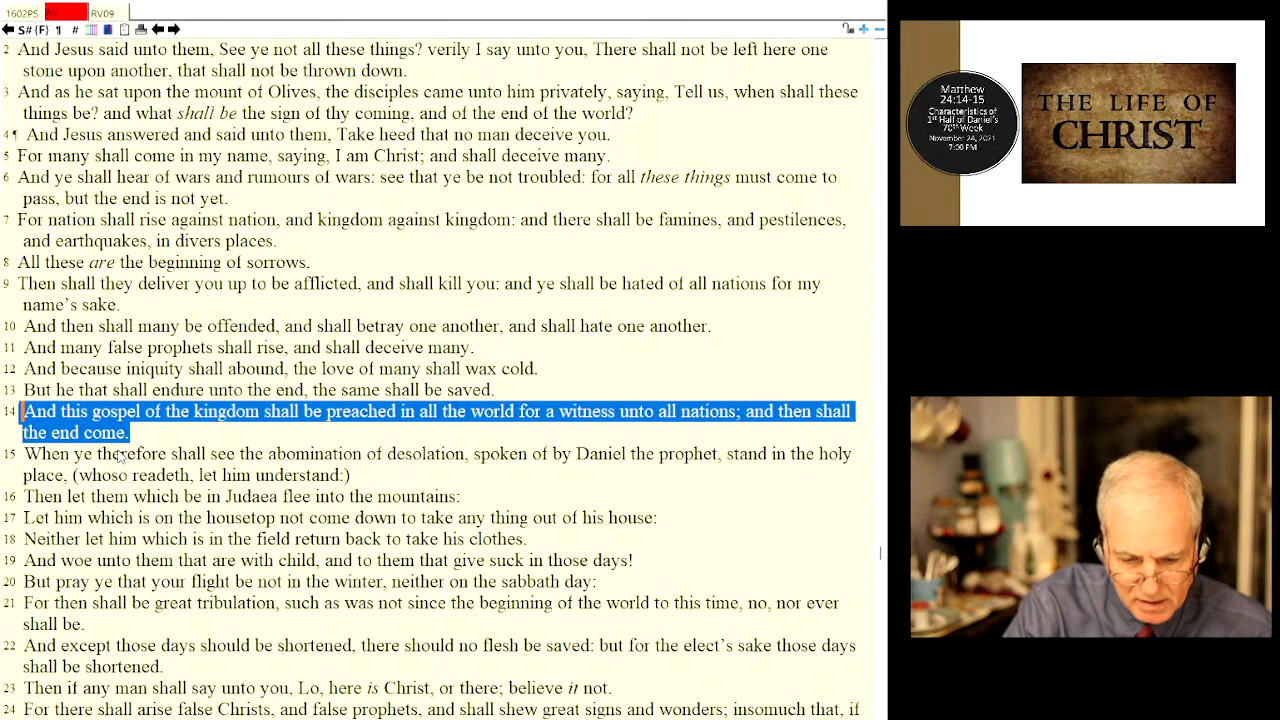 1602PS
RV09
S# {F} ¶ #
2 And Jesus said unto them, See ye not all these things? verily I say unto you, There shall not be left here one
stone upon another, that shall not be thrown down.
3 And as he sat upon the mount of Olives, the disciples came unto him privately, saying, Tell us, when shall these
things be? and what shall be the sign of thy coming, and of the end of the world?
4 ¶ And Jesus answered and said unto them, Take heed that no man deceive you.
5 For many shall come in my name, saying, I am Christ; and shall deceive many.
6 And ye shall hear of wars and rumours of wars: see that ye be not troubled: for all these things must come to
pass, but the end is not yet.
7 For nation shall rise against nation, and kingdom against kingdom: and there shall be famines, and pestilences,
and earthquakes, in divers places.
8 All these are the beginning of sorrows.
9 Then shall they deliver you up to be afflicted, and shall kill you: and ye shall be hated of all nations for my
name's sake.
10 And then shall many be offended, and shall betray one another, and shall hate one another.
11 And many false prophets shall rise, and shall deceive many.
12 And because iniquity shall abound, the love of many shall wax cold.
13 But he that shall endure unto the end, the same shall be saved.
14 And this gospel of the kingdom shall be preached in all the world for a witness unto all nations; and then shall
the end come.
15 When ye therefore shall see the abomination of desolation, spoken of by Daniel the prophet, stand in the holy
place, (whoso readeth, let him understand:)
16 Then let them which be in Judaea flee into the mountains:
17 Let him which is on the housetop not come down to take any thing out of his house:
18 Neither let him which is in the field return back to take his clothes.
19 And woe unto them that are with child, and to them that give suck in those days!
20 But pray ye that your flight be not in the winter, neither on the sabbath day:
21 For then shall be great tribulation, such as was not since the beginning of the world to this time, no, nor ever
shall be.
22 And except those days should be shortened, there should no flesh be saved: but for the elect's sake those days
shall be shortened.
23 Then if any man shall say unto you, Lo, here is Christ, or there; believe it not.
24 For there shall arise false Christs, and false prophets, and shall shew great signs and wonders; insomuch that, if
Matthew
24:14-15
Characteristics of
1st Half of Daniel's
70th Week
November 24, 2021
7:00 PM
THE LIFE OF
CHRIST